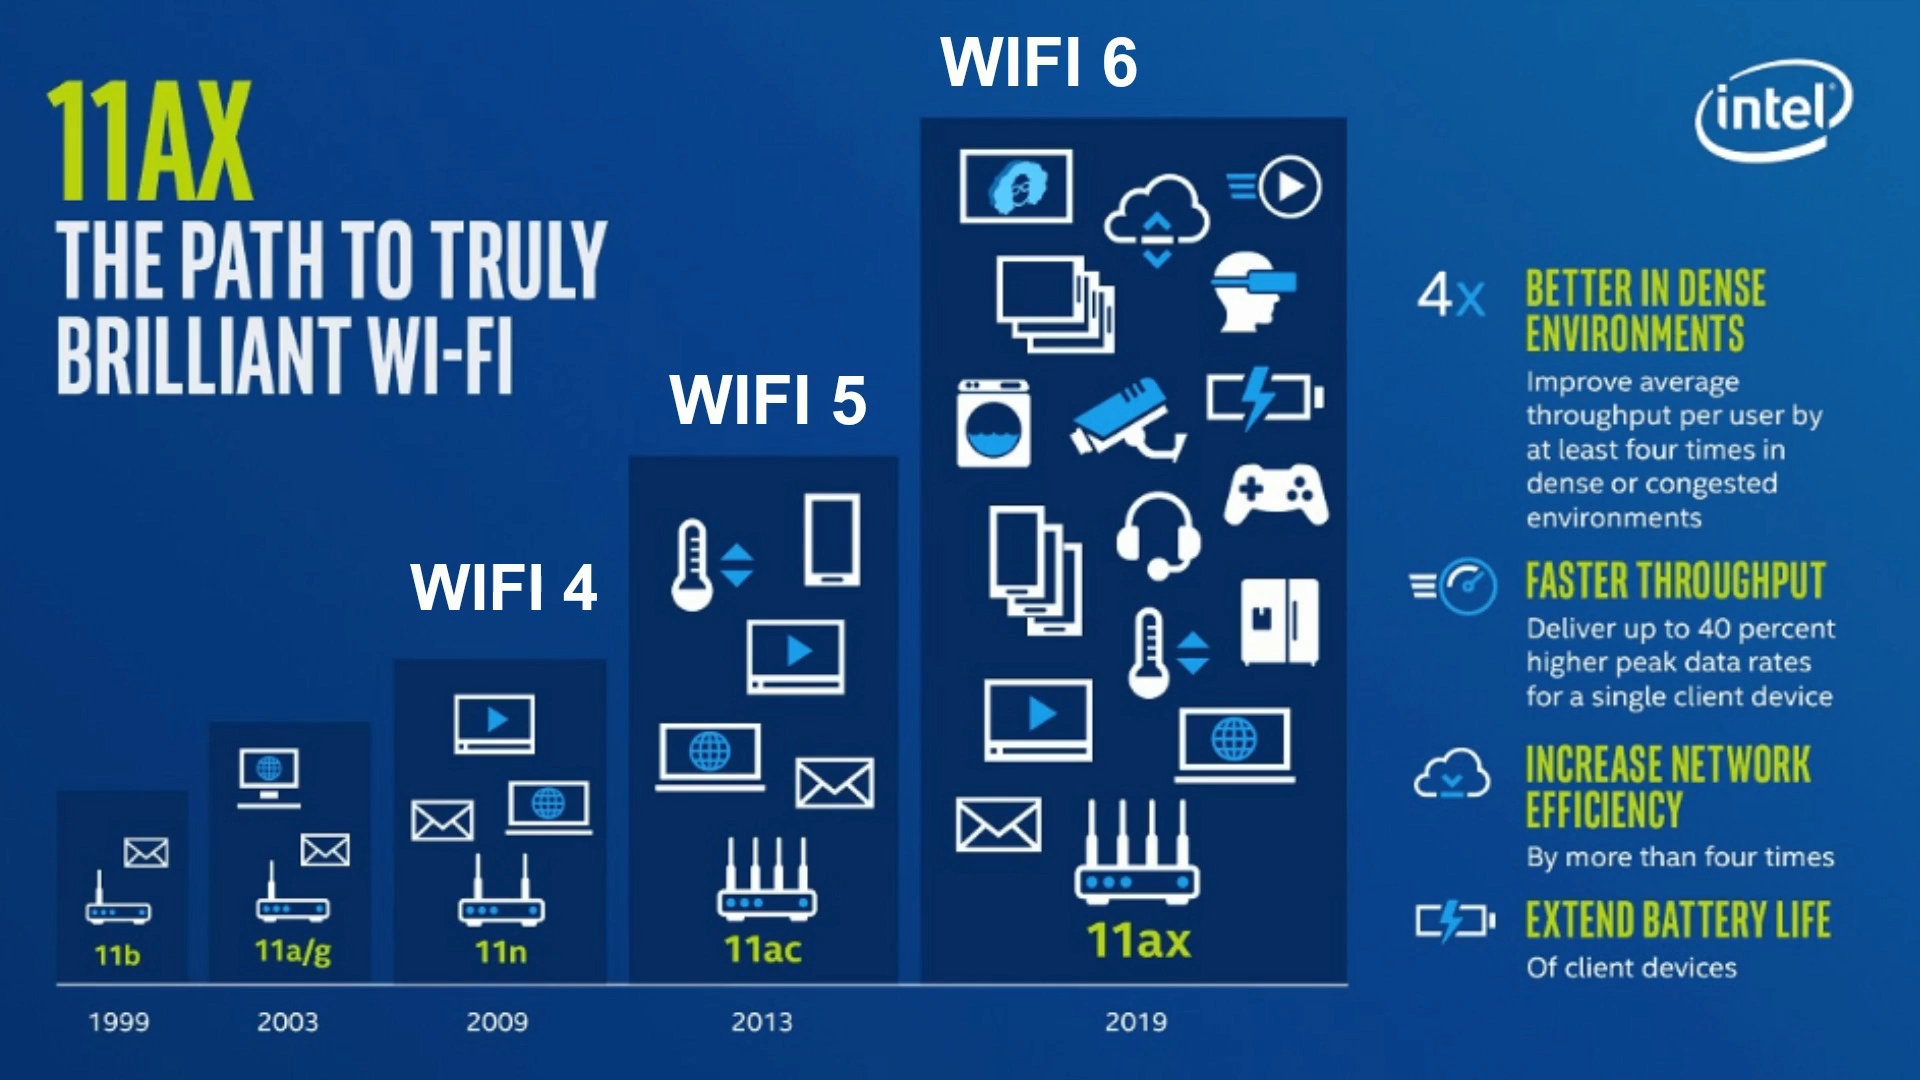 11AX
THE PATH TO TRULY
BRILLIANT WI-FI
WIFI 4
WIFI 5
WIFI 6
intel
11b
11a/g
11n
11ac
11ax
1999
2003
2009
2013
2019
4x
BETTER IN DENSE
ENVIRONMENTS
Improve average
throughput per user by
at least four times in
dense or congested
environments
FASTER THROUGHPUT
Deliver up to 40 percent
higher peak data rates
for a single client device
INCREASE NETWORK
EFFICIENCY
By more than four times
EXTEND BATTERY LIFE
Of client devices